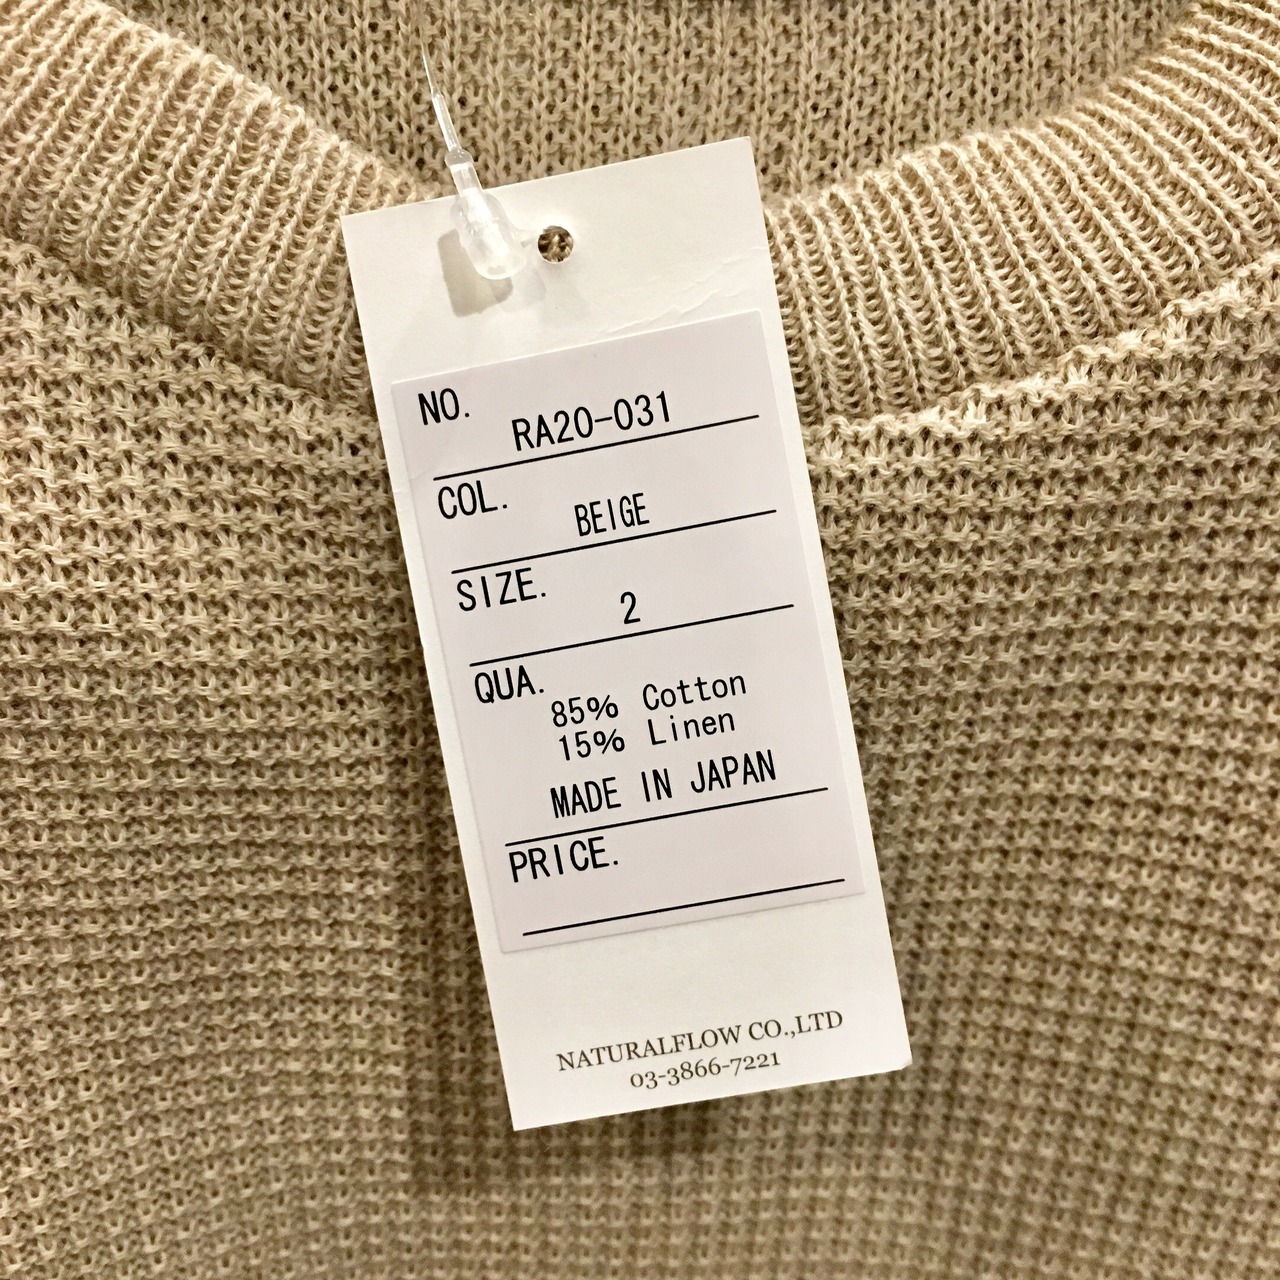 NO.
RA20-031
COL.
BEIGE
SIZE.
2
QUA.
85% Cotton
15% Linen
MADE IN JAPAN
PRICE.
NATURALFLOW CO.,LTD
03-3866-7221